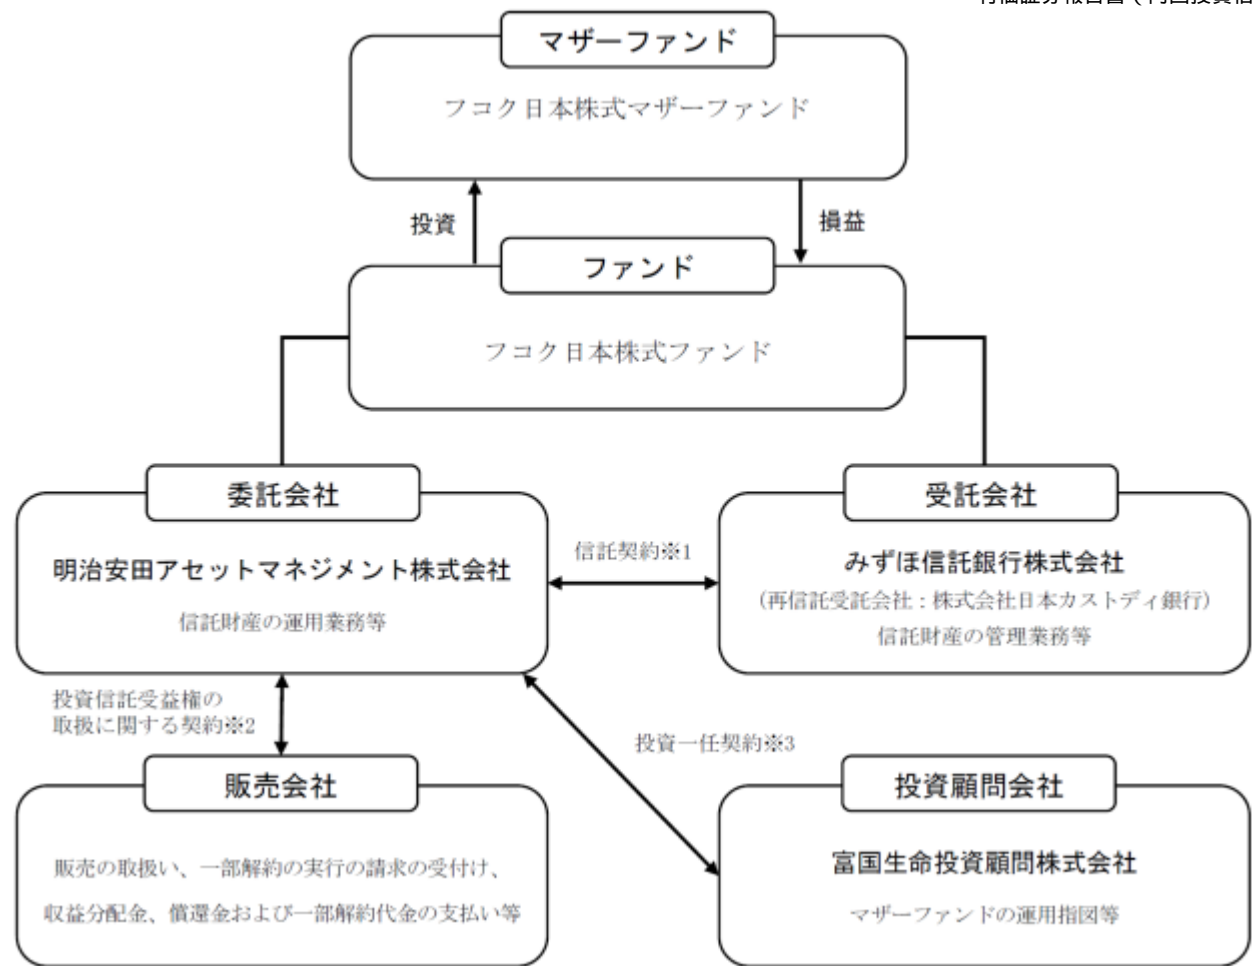 マザーファンド
フコク日本株式マザーファンド
投資
損益
ファンド
フコク日本株式ファンド
委託会社
明治安田アセットマネジメント株式会社
信託財産の運用業務等
信託契約※1
受託会社
みずほ信託銀行株式会社
(再信託受託会社:株式会社日本カストディ銀行)
信託財産の管理業務等
投資信託受益権の
取扱に関する契約※2
投資一任契約※3
販売会社
販売の取扱い、一部解約の実行の請求の受付け、
収益分配金、償還金および一部解約代金の支払い等
投資顧問会社
富国生命投資顧問株式会社
マザーファンドの運用指図等